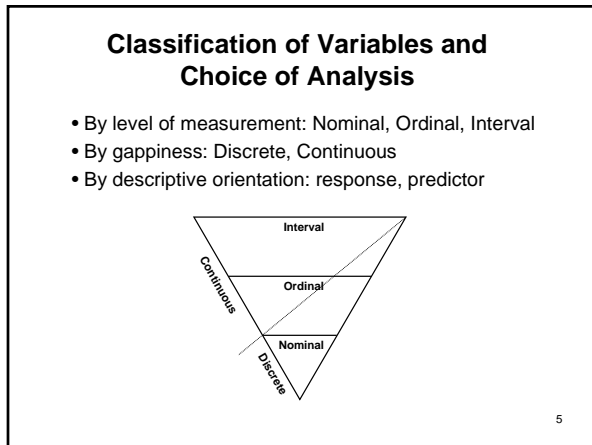 Classification of Variables and
Choice of Analysis
• By level of measurement: Nominal, Ordinal, Interval
• By gappiness: Discrete, Continuous
• By descriptive orientation: response, predictor
Interval
Continuous
Ordinal
Nominal
Discrete
5